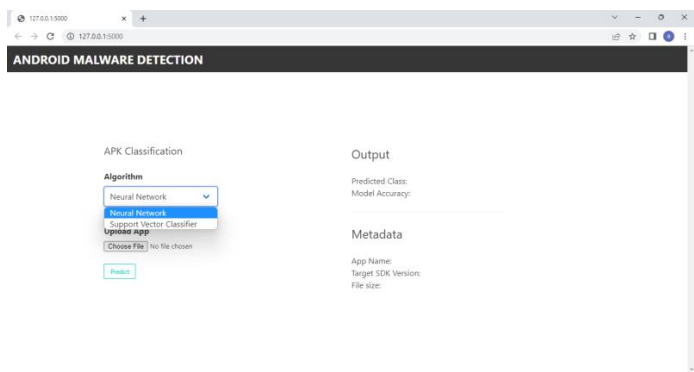 127.0.0.1:5000
127.0.0.1:5000
ANDROID MALWARE DETECTION
APK Classification
Algorithm
Neural Network
Neural Network
Support Vector Classifier
Upload App
Choose File No file chosen
Predict
Output
Predicted Class:
Model Accuracy:
Metadata
App Name:
Target SDK Version:
File size: